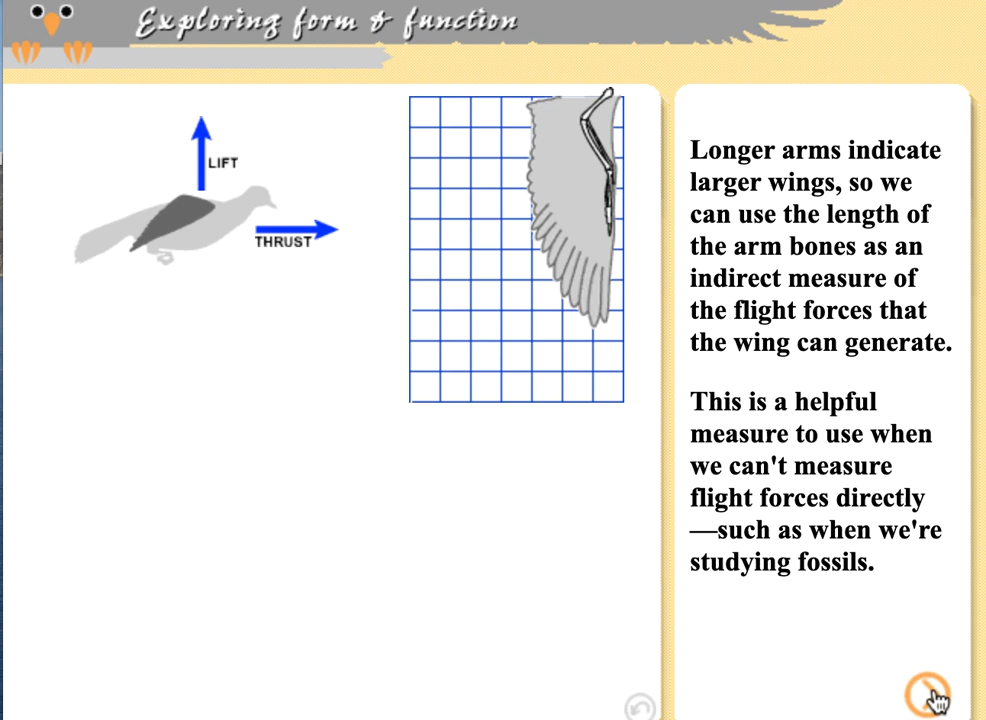 Exploring form & function
LIFT
THRUST
Longer arms indicate
larger wings, so we
can use the length of
the arm bones as an
indirect measure of
the flight forces that
the wing can generate.
This is a helpful
measure to use when
we can't measure
flight forces directly
—such as when we're
studying fossils.